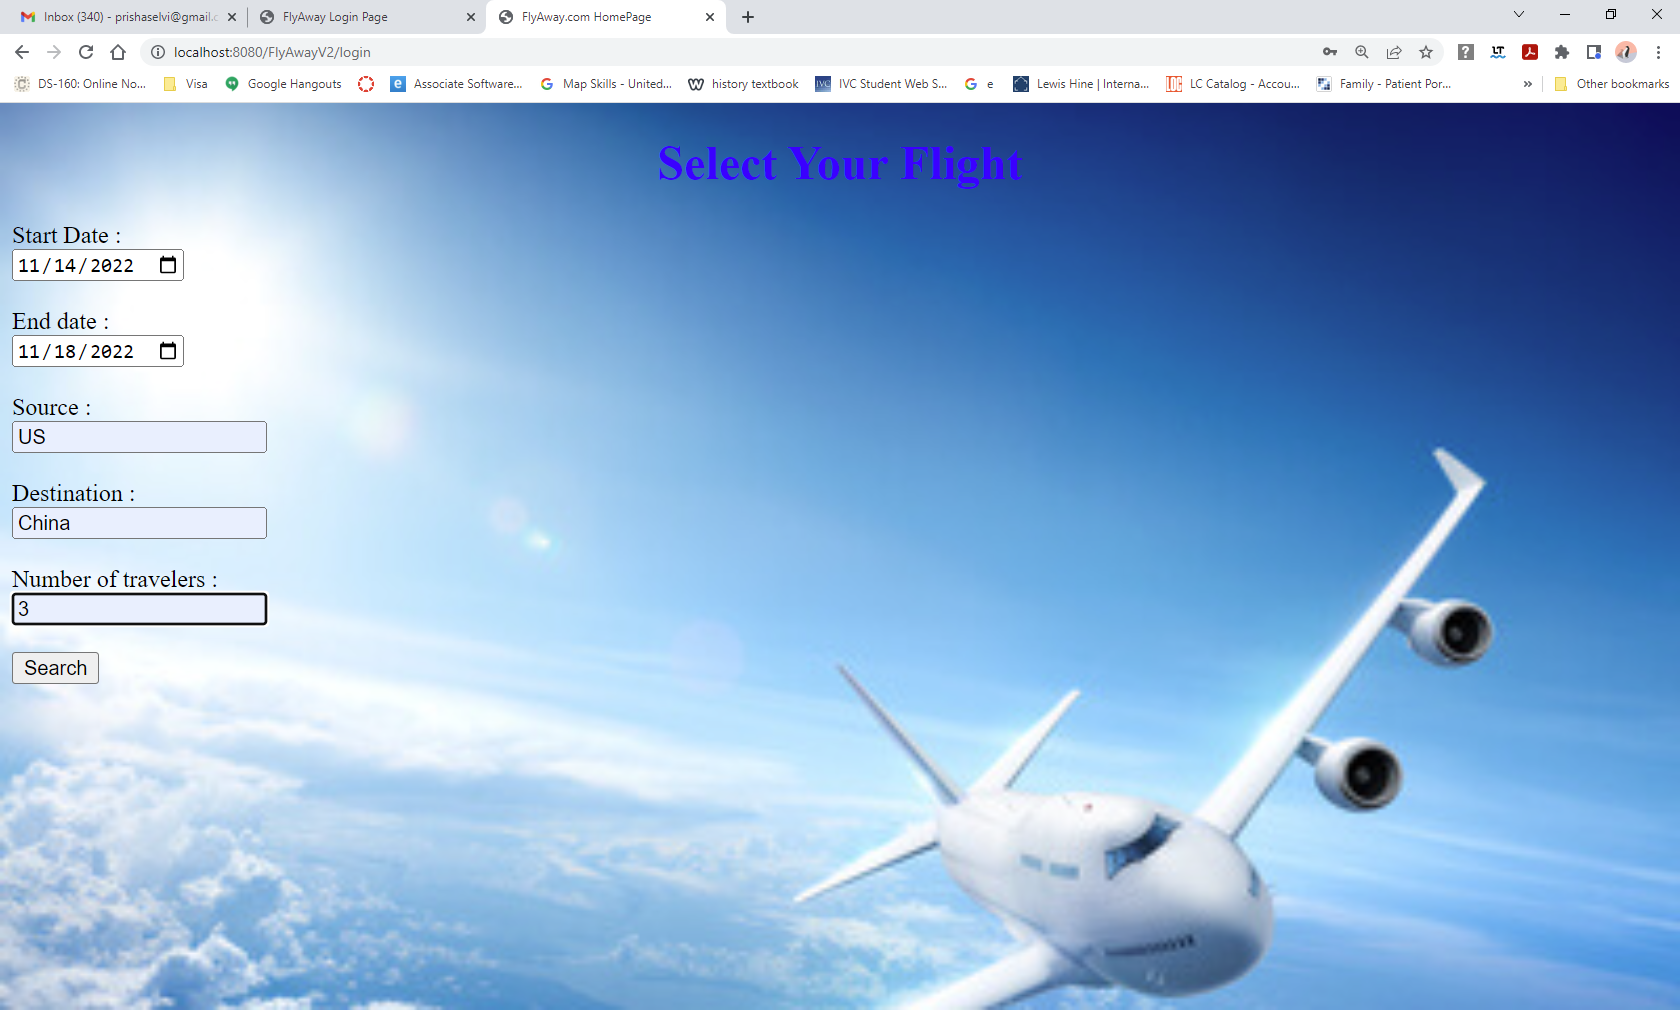 Inbox (340) - prishaselvi@gmail.c
FlyAway Login Page
FlyAway.com HomePage
localhost:8080/FlyAwayV2/login
DS-160: Online No...
Visa
Google Hangouts
Associate Software...
Map Skills - United...
history textbook
IVC Student Web S...
e
Lewis Hine | Interna...
LC Catalog - Accou...
Family - Patient Por...
»
Other bookmarks
Select Your Flight
Start Date :
11/14/2022
End date :
11/18/2022
Source :
US
Destination :
China
Number of travelers :
3
Search